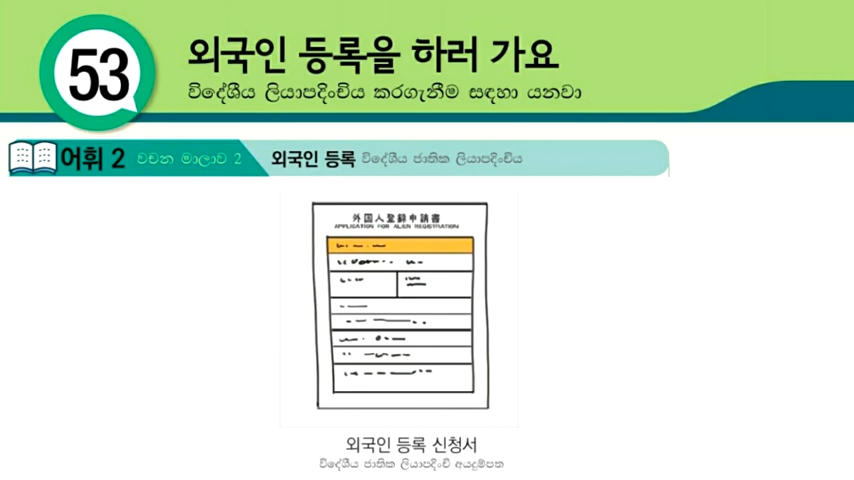 53
외국인 등록을 하러 가요
විදේශීය ලියාපදිංචිය කරගැනීම සඳහා යනවා
어휘 2 වචන මාලාව 2 외국인 등록 විදේශීය ජාතික ලියාපදිංචිය
外国人登録申請書
APPLICATION FOR ALIEN REGISTRATION
외국인 등록 신청서
විදේශීය ජාතික ලියාපදිංචි අයදුම්පත